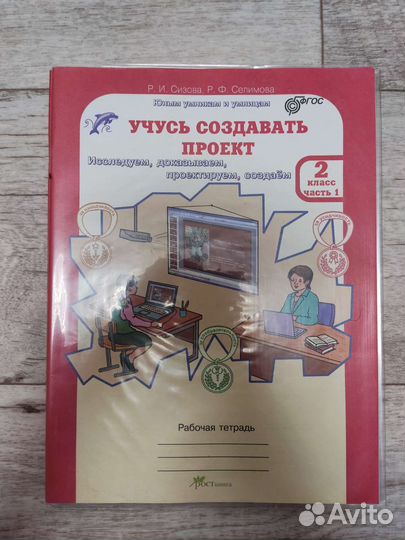 Р. И. Сизова, Р. Ф. Селимова
Юным умникам и умницам
ФГОС
УЧУСЬ СОЗДАВАТЬ
ПРОЕКТ
Исследуем, доказываем,
проектируем, создаём
2
КЛАСС
часть 1
Рабочая тетрадь
РОСТкнига
Avito